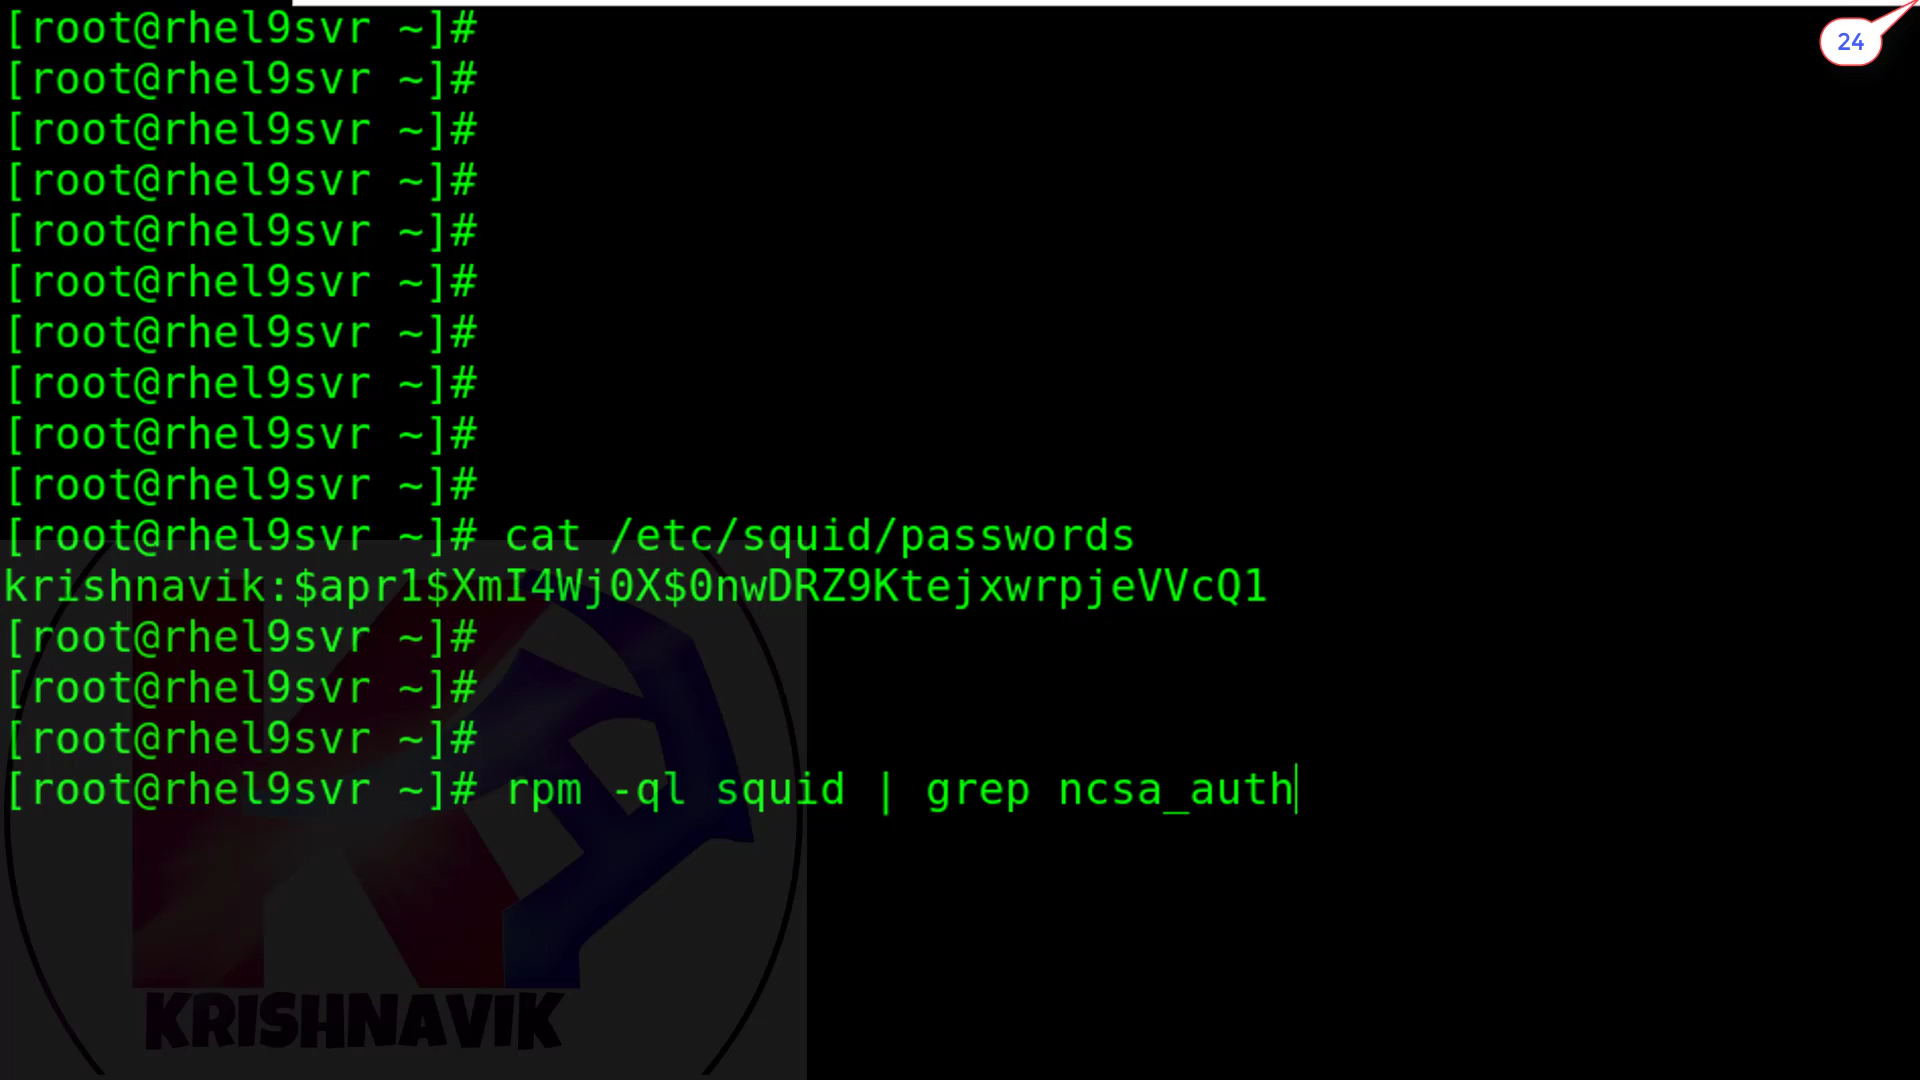 [root@rhel9svr ~]#
24
[root@rhel9svr ~]#
[root@rhel9svr ~]#
[root@rhel9svr ~]#
[root@rhel9svr ~]#
[root@rhel9svr ~]#
[root@rhel9svr ~]#
[root@rhel9svr ~]#
[root@rhel9svr ~]#
[root@rhel9svr ~]#
[root@rhel9svr ~]# cat /etc/squid/passwords
krishnavik:$apr1$XmI4Wj0X$0nwDRZ9KtejxwrpjeVVcQ1
[root@rhel9svr ~]#
[root@rhel9svr ~]#
[root@rhel9svr ~]#
[root@rhel9svr ~]# rpm -ql squid | grep ncsa_auth
KRISHNAVIK